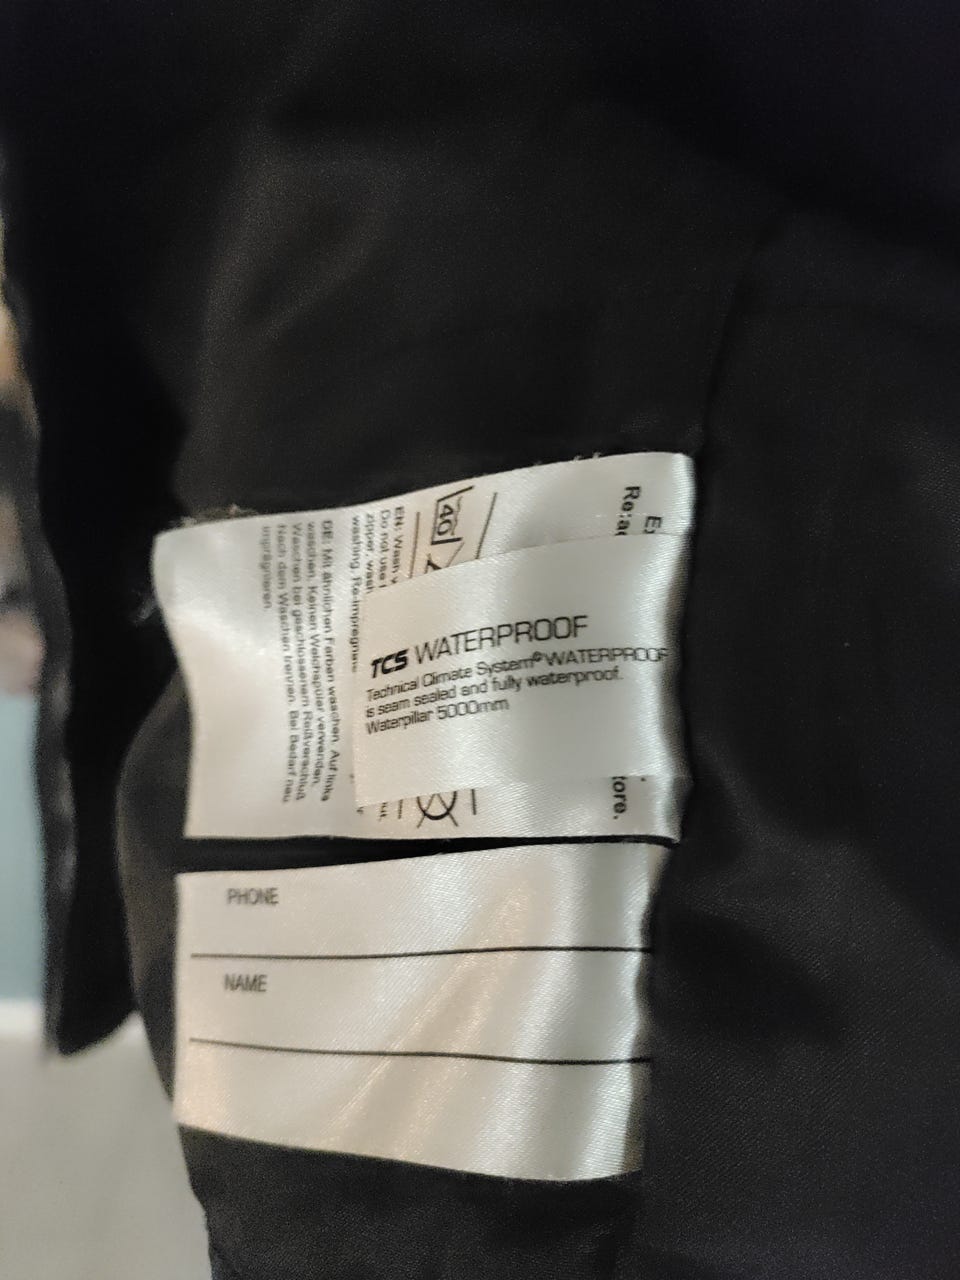 TCS WATERPROOF
Technical Climate System® WATERPROOF
is seam sealed and fully waterproof.
Waterpillar 5000mm
40
EN: Wash
Do not use
zipper, wash
washing. Re-impregnate
DE: Mit ähnlichen Farben waschen. Auf links
waschen. Keinen Weichspüler verwenden.
Waschen bei geschlossenem Reißverschluß
Nach dem Waschen trennen. Bei Bedarf neu
imprägnieren.
PHONE
NAME